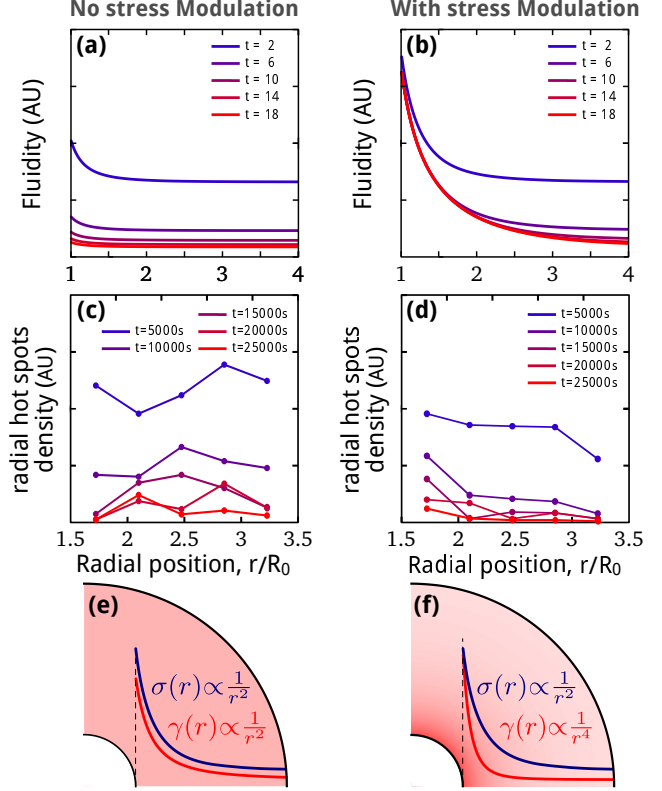 No stress Modulation
With stress Modulation
(a)
t = 2
t = 6
t = 10
t = 14
t = 18
Fluidity (AU)
1 2 3 4
(b)
t = 2
t = 6
t = 10
t = 14
t = 18
Fluidity (AU)
1 2 3 4
(c)
t=15000s
t=5000s t=20000s
t=10000s t=25000s
radial hot spots
density (AU)
1.5 2 2.5 3 3.5
Radial position, r/R0
(d)
t=5000s
t=10000s
t=15000s
t=20000s
t=25000s
radial hot spots
density (AU)
1.5 2 2.5 3 3.5
Radial position, r/R0
(e)
σ(r)∝1/r²
γ(r)∝1/r²
(f)
σ(r)∝1/r²
γ(r)∝1/r⁴